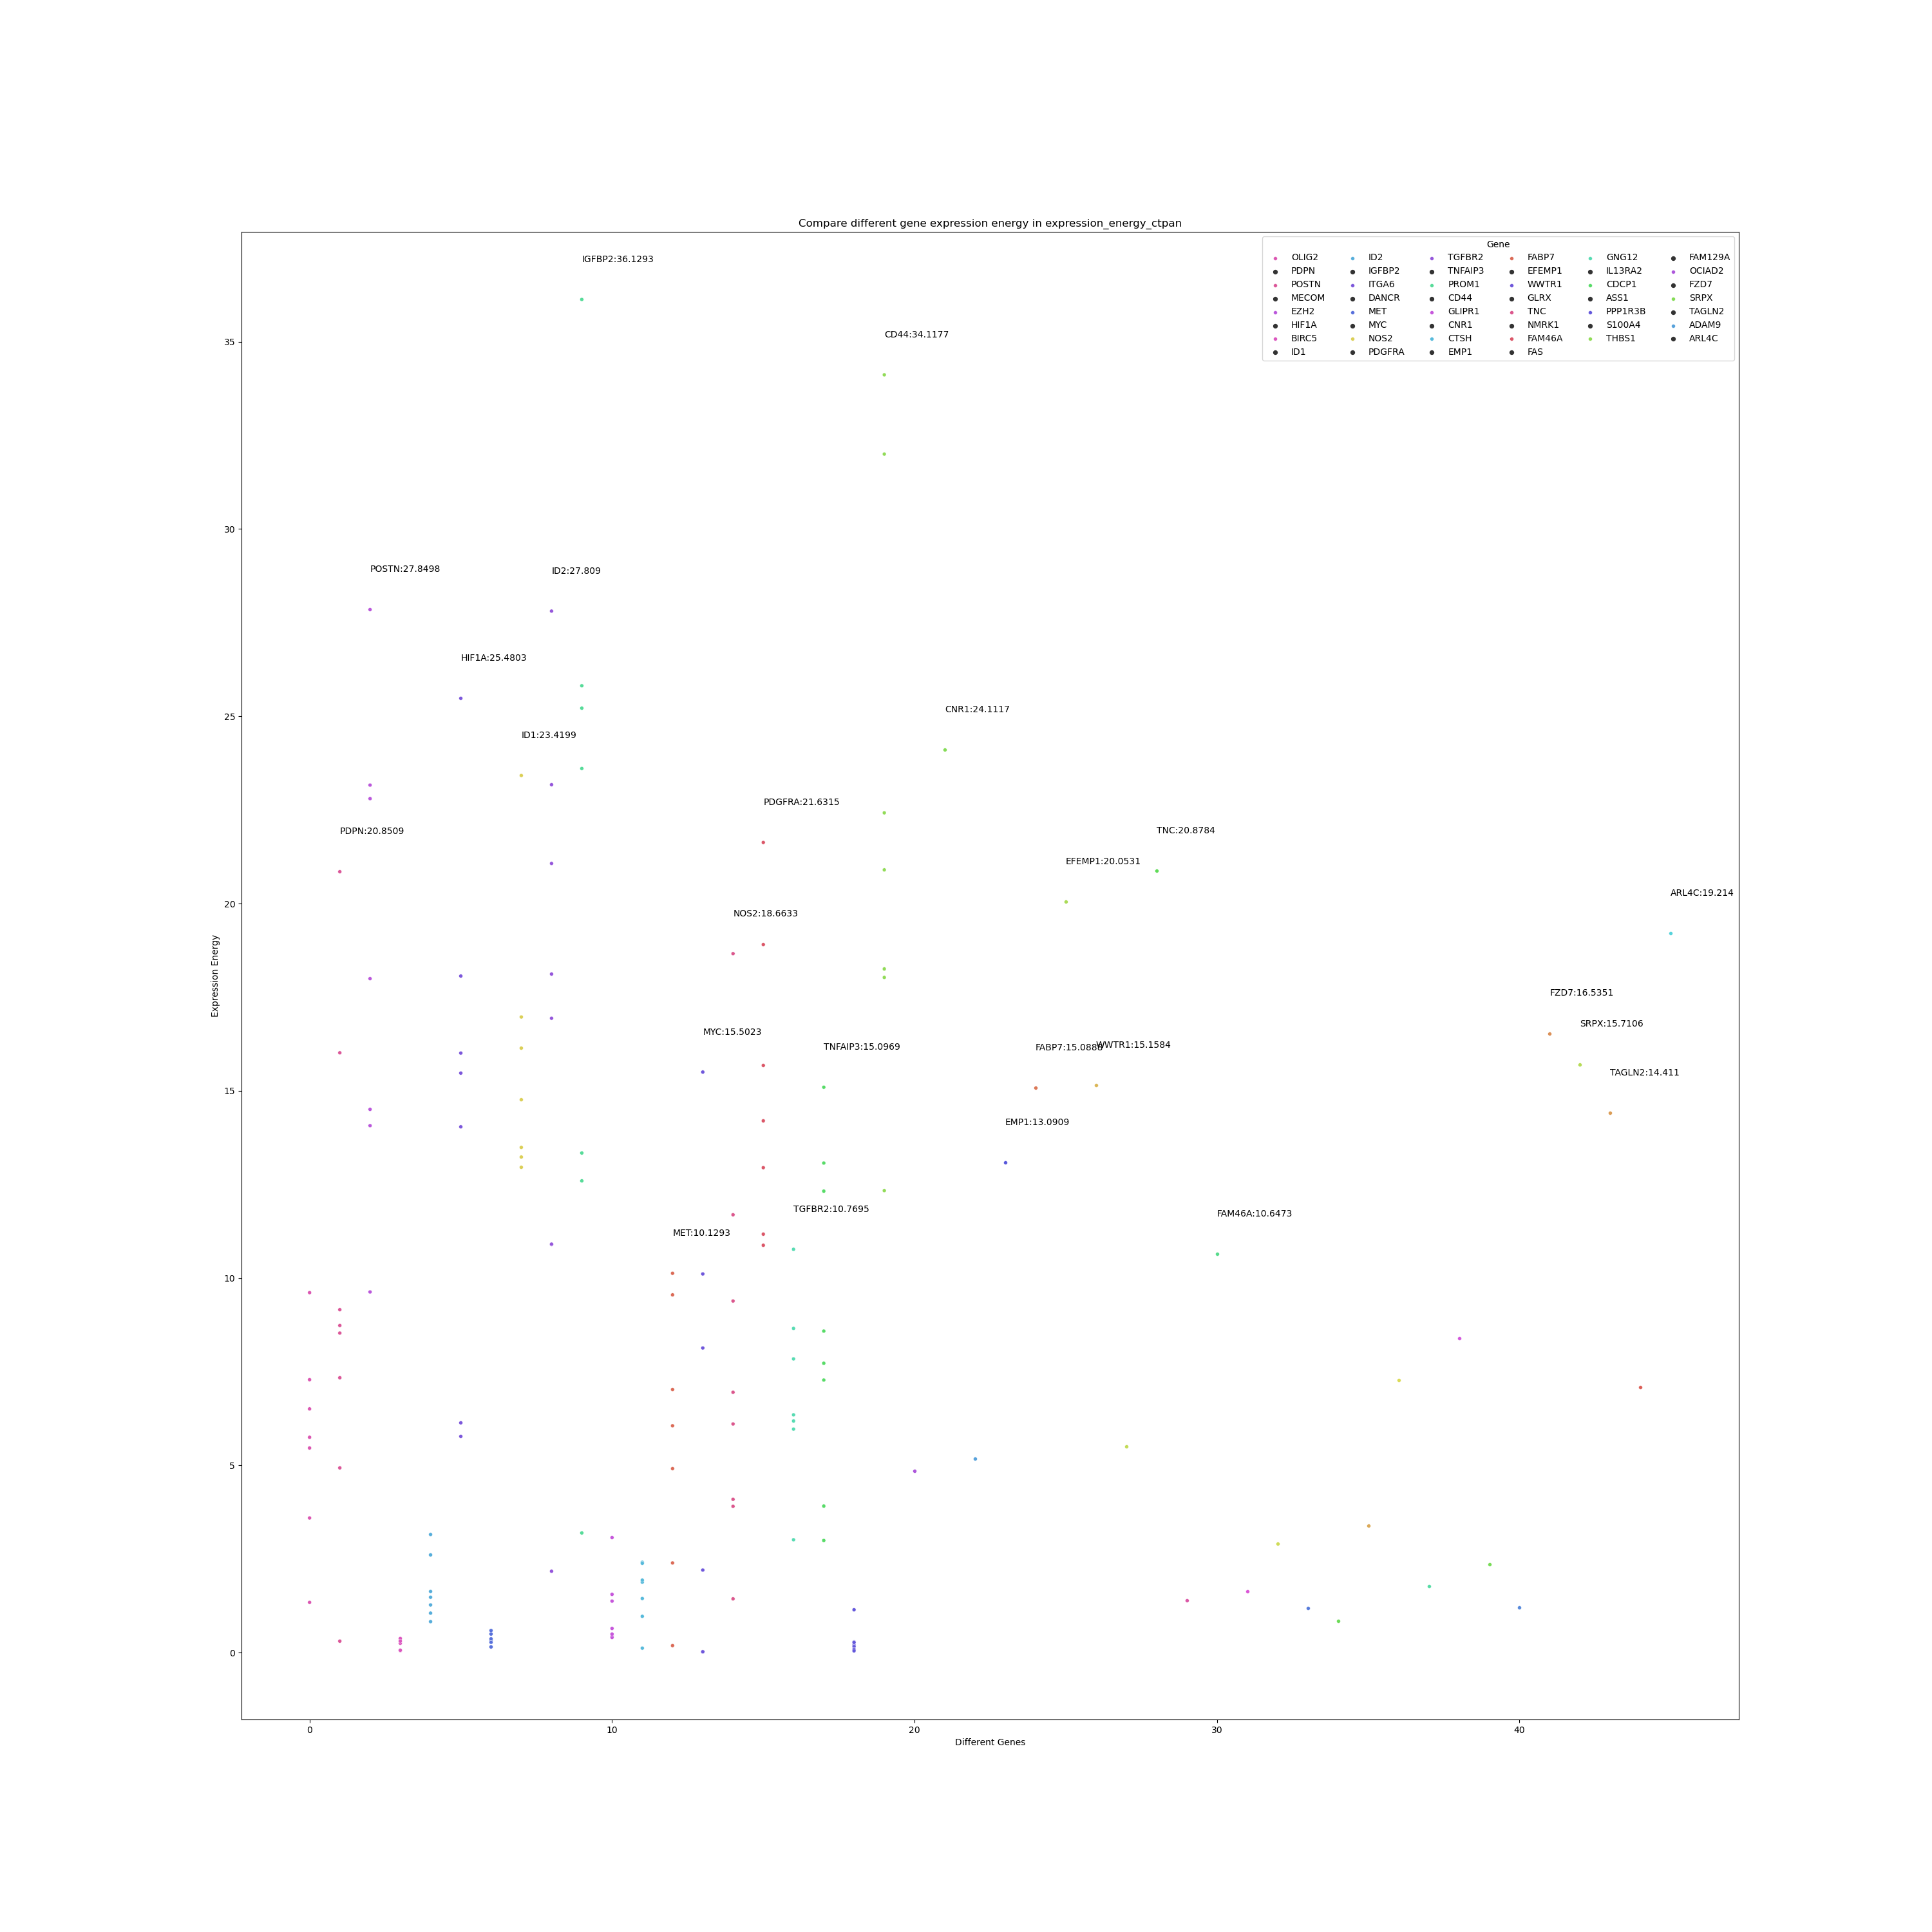 Compare different gene expression energy in expression_energy_ctpan
Gene
OLIG2 ID2 TGFBR2 FABP7 GNG12 FAM129A
PDPN IGFBP2 TNFAIP3 EFEMP1 IL13RA2 OCIAD2
POSTN ITGA6 PROM1 WWTR1 CDCP1 FZD7
MECOM DANCR CD44 GLRX ASS1 SRPX
EZH2 MET GLIPR1 TNC PPP1R3B TAGLN2
HIF1A MYC CNR1 NMRK1 S100A4 ADAM9
BIRC5 NOS2 CTSH FAM46A THBS1 ARL4C
ID1 PDGFRA EMP1 FAS
IGFBP2:36.1293
CD44:34.1177
POSTN:27.8498
ID2:27.809
HIF1A:25.4803
CNR1:24.1117
ID1:23.4199
PDGFRA:21.6315
PDPN:20.8509
TNC:20.8784
EFEMP1:20.0531
ARL4C:19.214
NOS2:18.6633
FZD7:16.5351
SRPX:15.7106
MYC:15.5023
TNFAIP3:15.0969
WWTR1:15.1584
TAGLN2:14.411
EMP1:13.0909
TGFBR2:10.7695
FAM46A:10.6473
MET:10.1293
35
30
25
20
15
10
5
0
Expression Energy
0 10 20 30 40
Different Genes